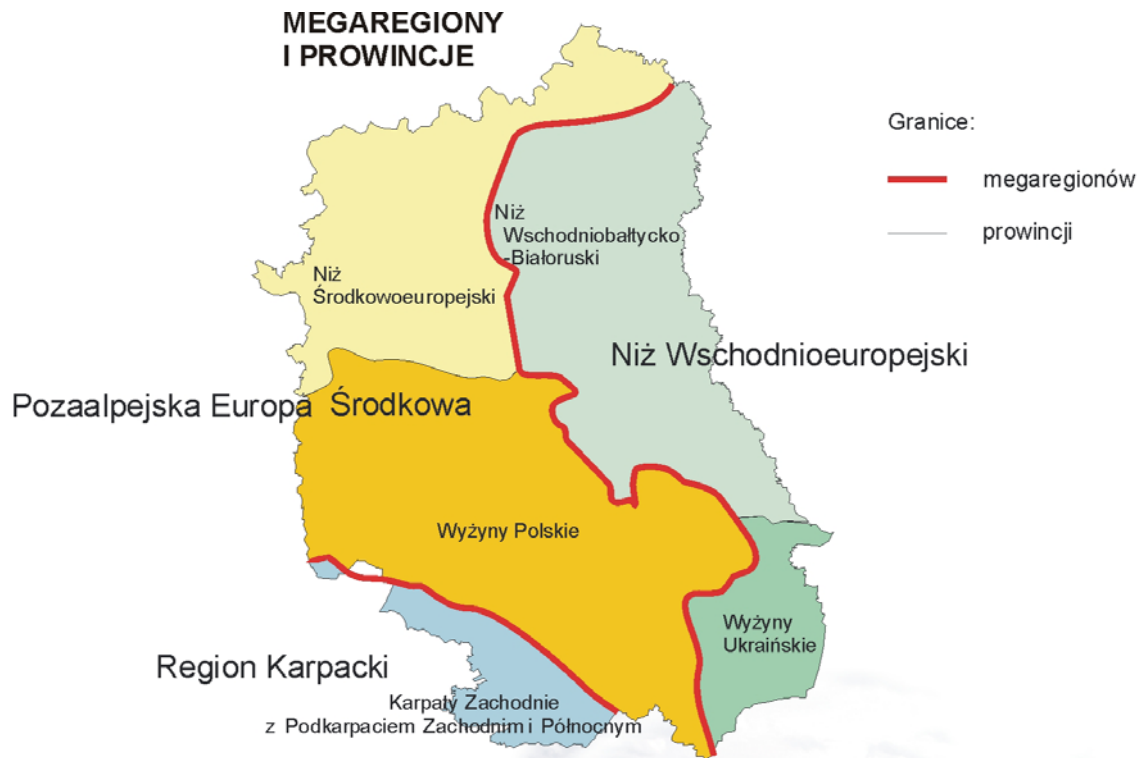 MEGAREGIONY
I PROWINCJE
Granice:
megaregionów
prowincji
Niż
Wschodniobałtycko
-Białoruski
Niż
Środkowoeuropejski
Niż Wschodnioeuropejski
Pozaalpejska Europa Środkowa
Wyżyny Polskie
Wyżyny
Ukraińskie
Region Karpacki
Karpaty Zachodnie
z Podkarpaciem Zachodnim i Północnym